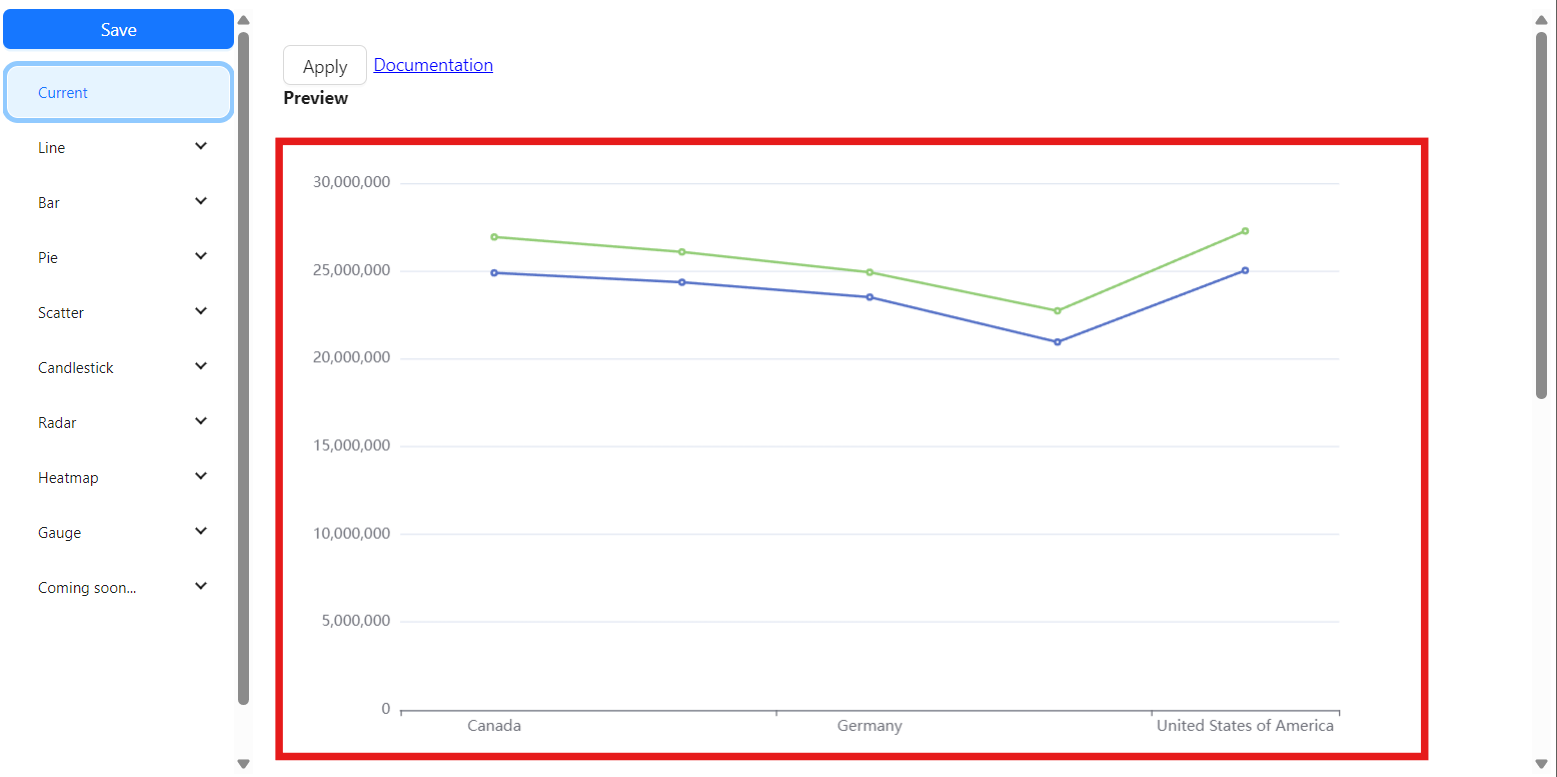 Save
Current
Line
Bar
Pie
Scatter
Candlestick
Radar
Heatmap
Gauge
Coming soon...
Apply Documentation
Preview
30,000,000
25,000,000
20,000,000
15,000,000
10,000,000
5,000,000
0
Canada Germany United States of America